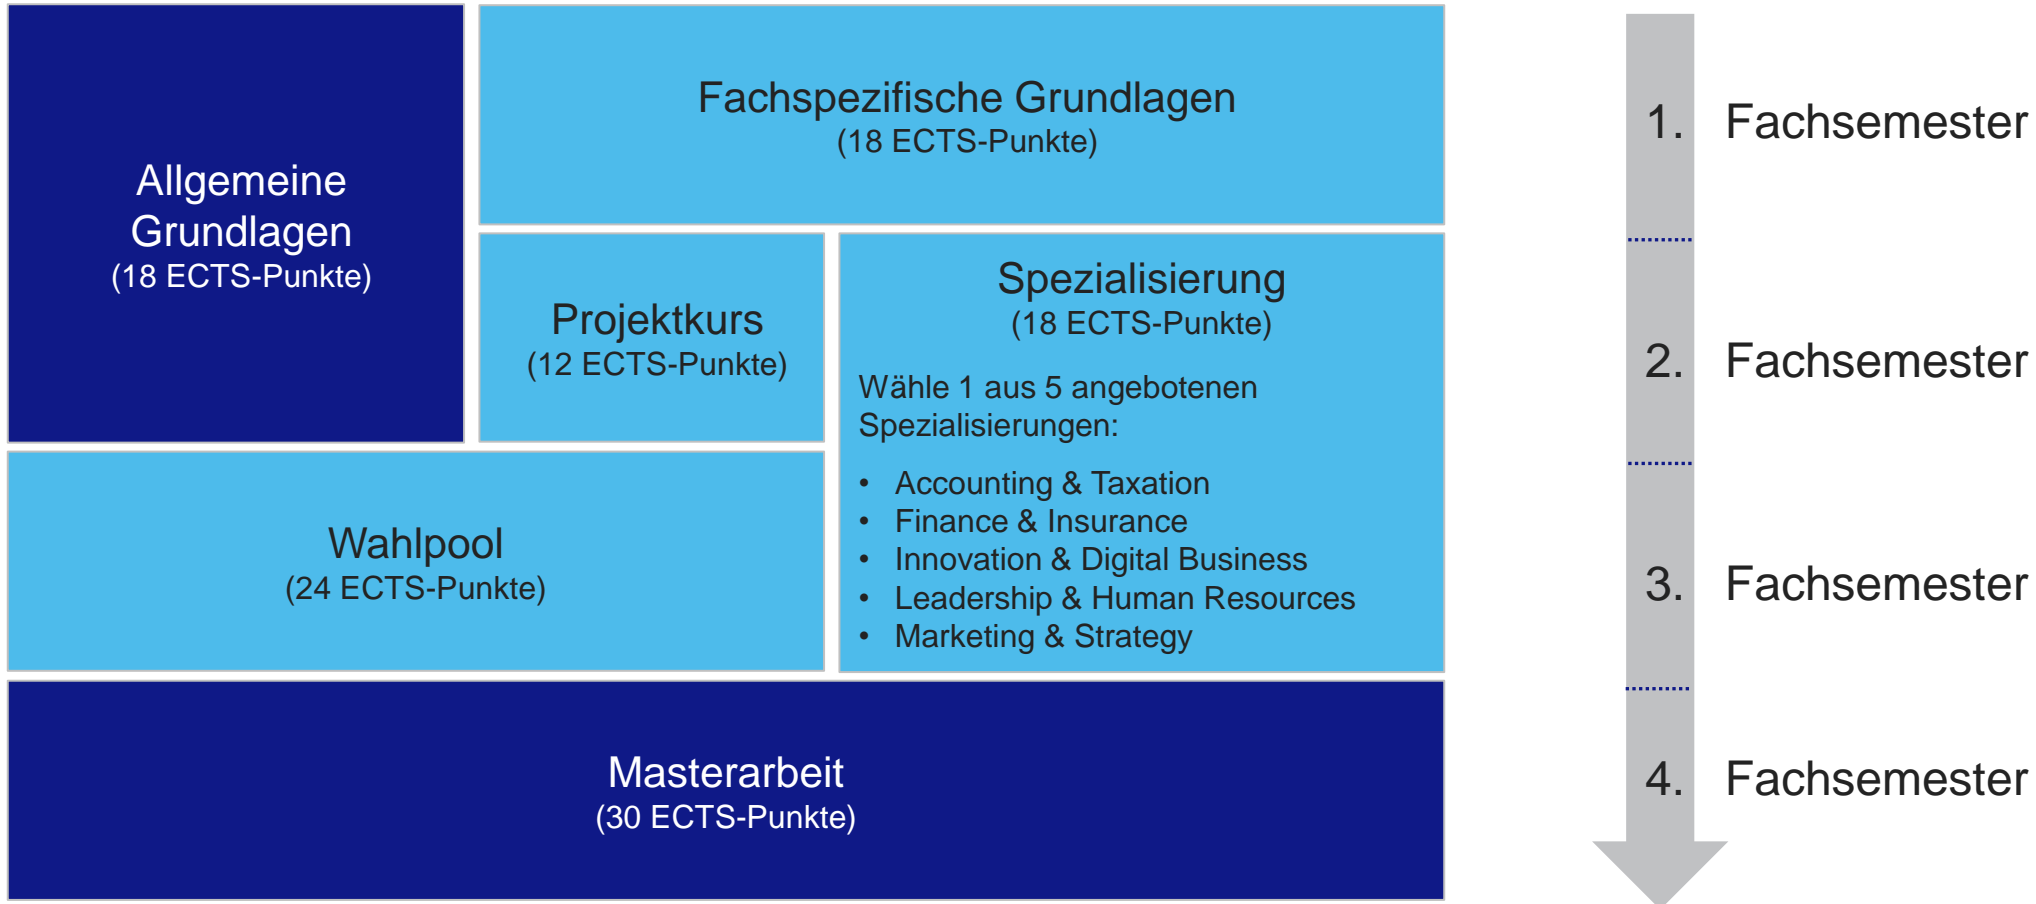 Allgemeine
Grundlagen
(18 ECTS-Punkte)
Fachspezifische Grundlagen
(18 ECTS-Punkte)
Projektkurs
(12 ECTS-Punkte)
Spezialisierung
(18 ECTS-Punkte)
Wähle 1 aus 5 angebotenen
Spezialisierungen:
• Accounting & Taxation
• Finance & Insurance
• Innovation & Digital Business
• Leadership & Human Resources
• Marketing & Strategy
Wahlpool
(24 ECTS-Punkte)
Masterarbeit
(30 ECTS-Punkte)
1. Fachsemester
2. Fachsemester
3. Fachsemester
4. Fachsemester